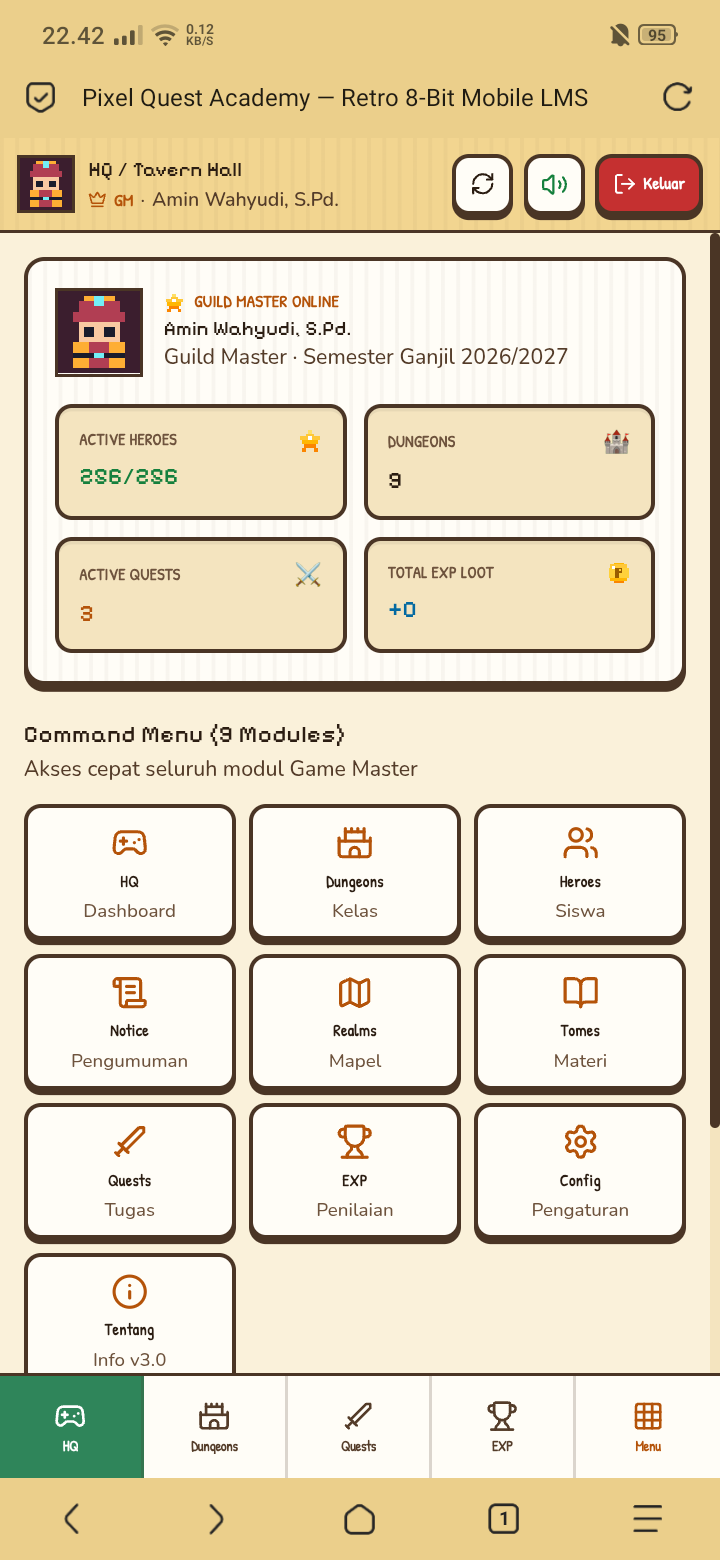 22.42
0.12 KB/S
95
Pixel Quest Academy — Retro 8-Bit Mobile LMS
HQ / Tavern Hall
GM · Amin Wahyudi, S.Pd.
Keluar
GUILD MASTER ONLINE
Amin Wahyudi, S.Pd.
Guild Master · Semester Ganjil 2026/2027
ACTIVE HEROES
286/286
DUNGEONS
9
ACTIVE QUESTS
3
TOTAL EXP LOOT
+0
Command Menu (9 Modules)
Akses cepat seluruh modul Game Master
HQ
Dashboard
Dungeons
Kelas
Heroes
Siswa
Notice
Pengumuman
Realms
Mapel
Tomes
Materi
Quests
Tugas
EXP
Penilaian
Config
Pengaturan
Tentang
Info v3.0
HQ
Dungeons
Quests
EXP
Menu
1